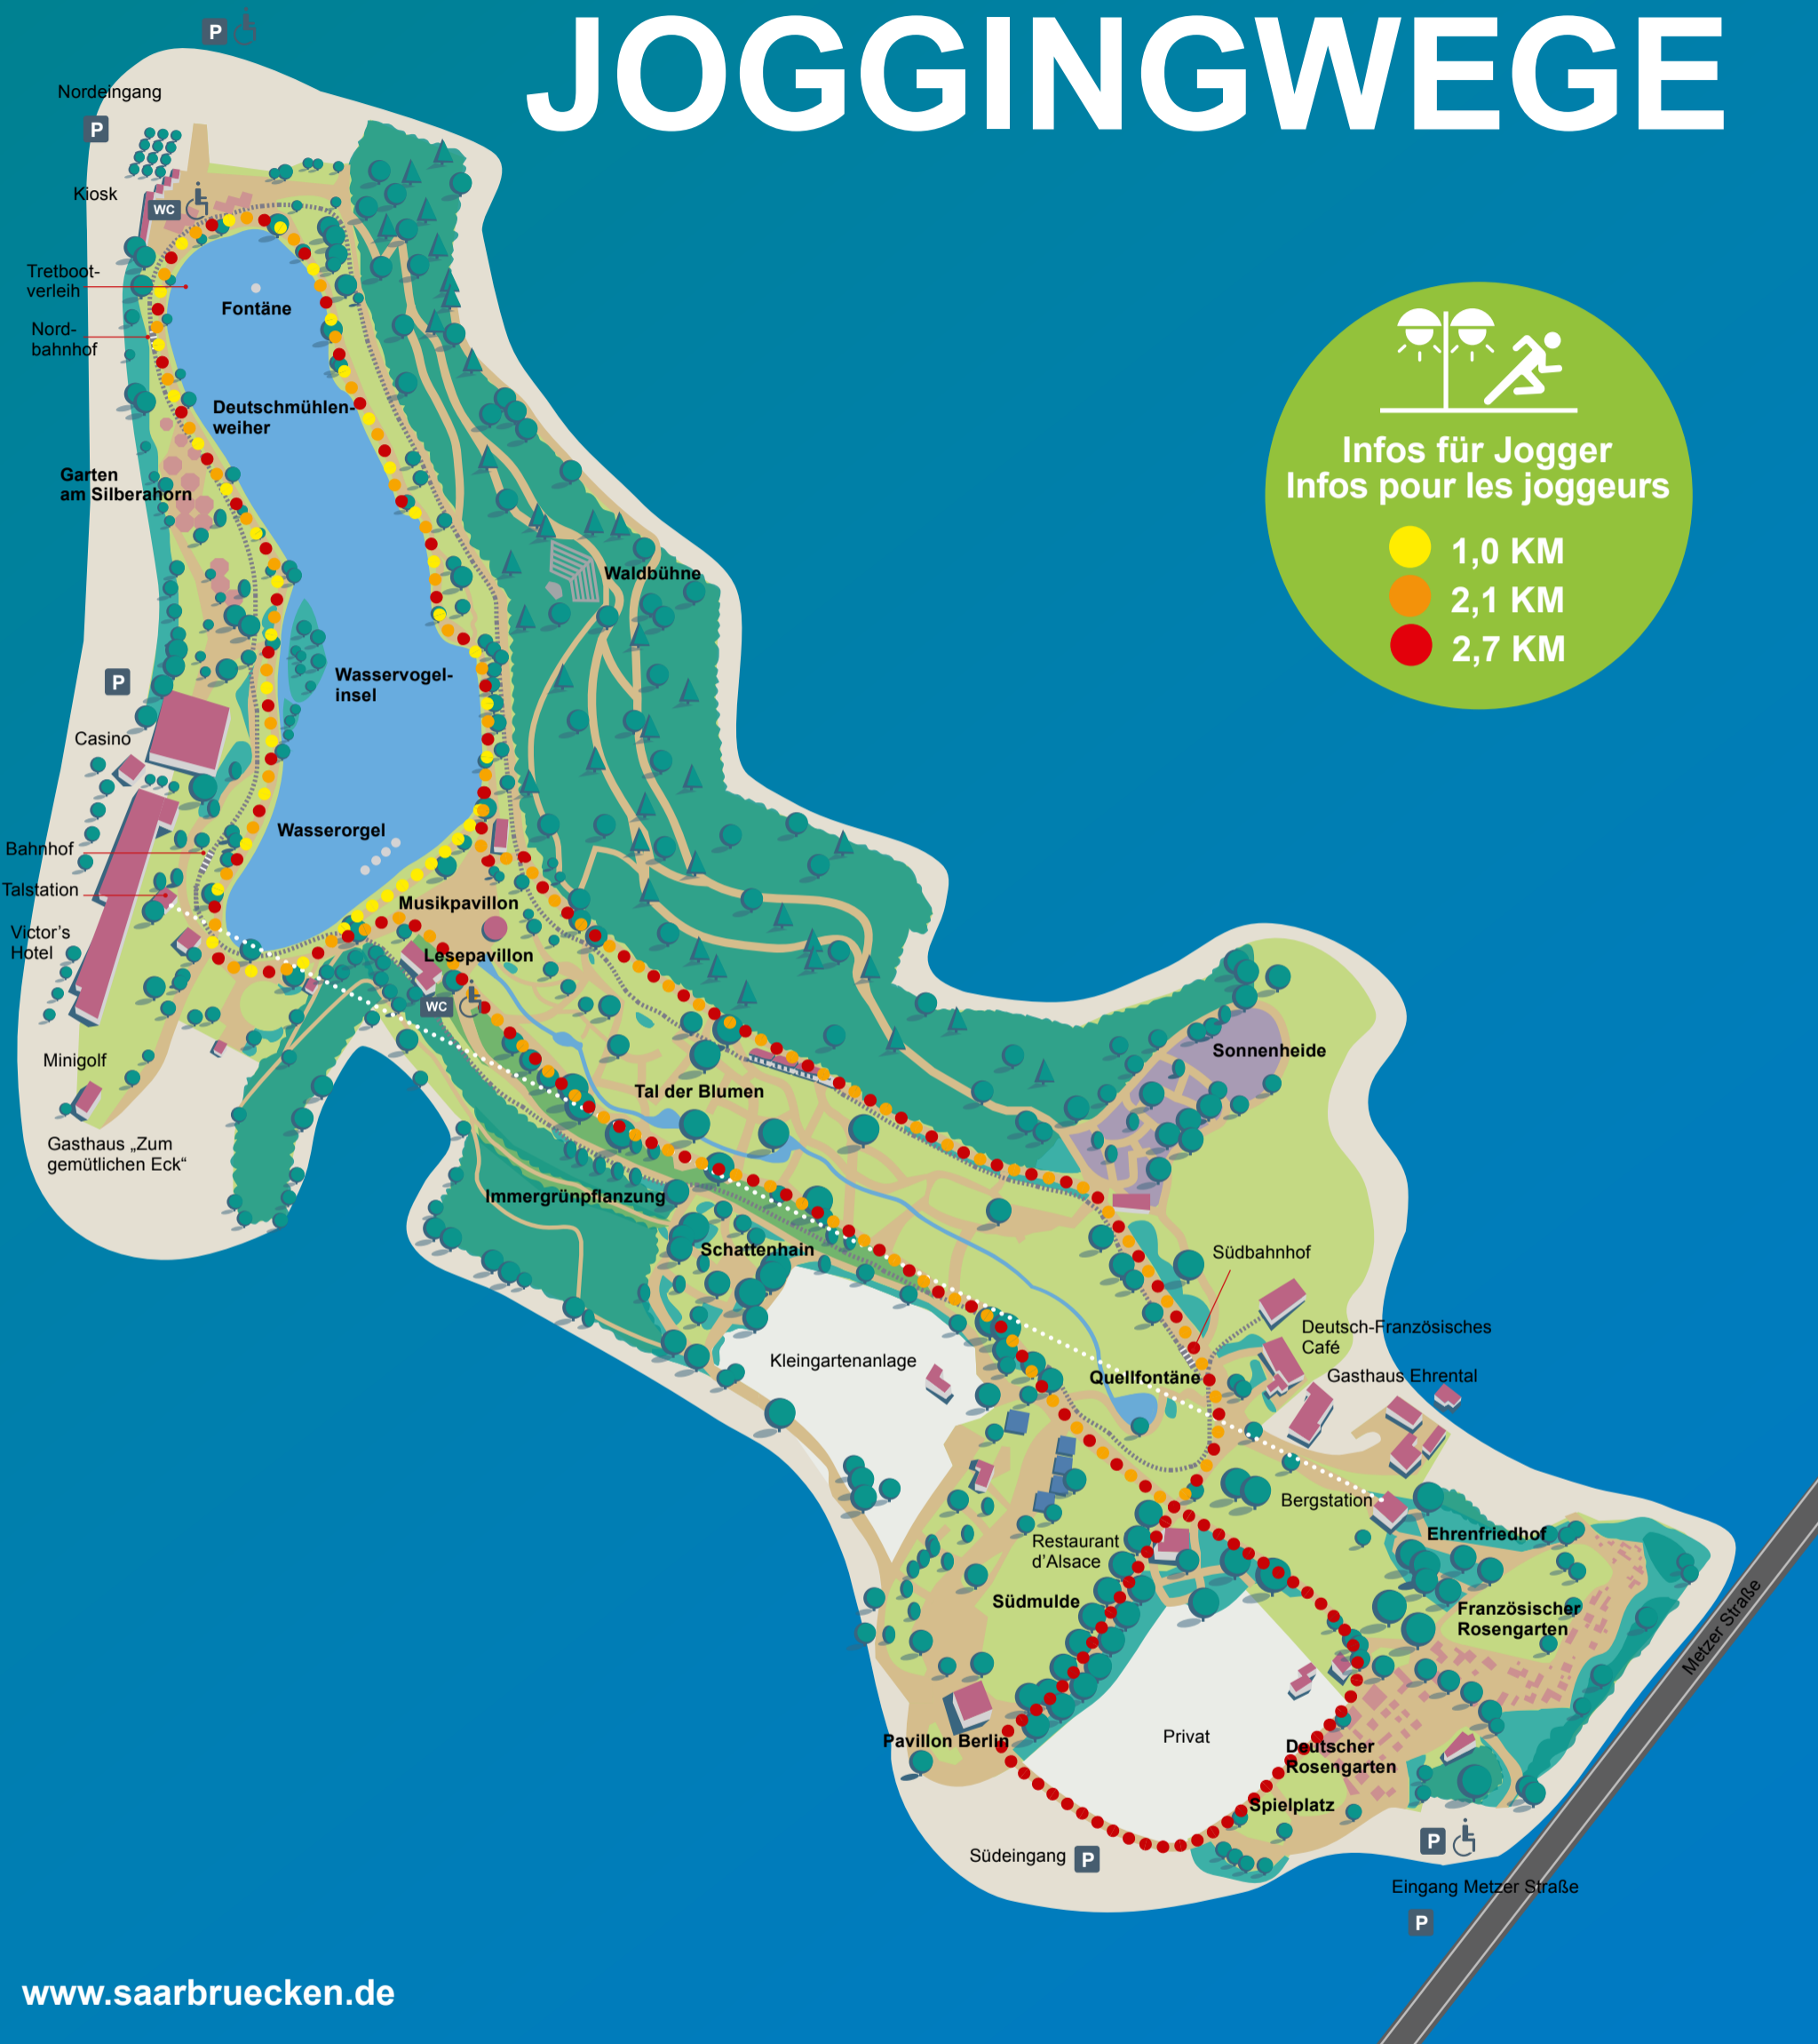 JOGGINGWEGE
P
Nordeingang
P
Kiosk
WC
Tretboot-
verleih
Fontäne
Nord-
bahnhof
Deutschmühlen-
weiher
Garten
am Silberahorn
Waldbühne
Infos für Jogger
Infos pour les joggeurs
1,0 KM
2,1 KM
2,7 KM
P
Wasservogel-
insel
Casino
Wasserorgel
Bahnhof
Talstation
Musikpavillon
Victor's
Hotel
Lesepavillon
WC
Minigolf
Tal der Blumen
Sonnenheide
Gasthaus „Zum
gemütlichen Eck“
Immergrünpflanzung
Schattenhain
Südbahnhof
Deutsch-Französisches
Café
Kleingartenanlage
Quellfontäne
Gasthaus Ehrental
Bergstation
Ehrenfriedhof
Restaurant
d'Alsace
Südmulde
Französischer
Rosengarten
Metzer Straße
Pavillon Berlin
Privat
Deutscher
Rosengarten
Spielplatz
Südeingang
P
P
Eingang Metzer Straße
P
www.saarbruecken.de